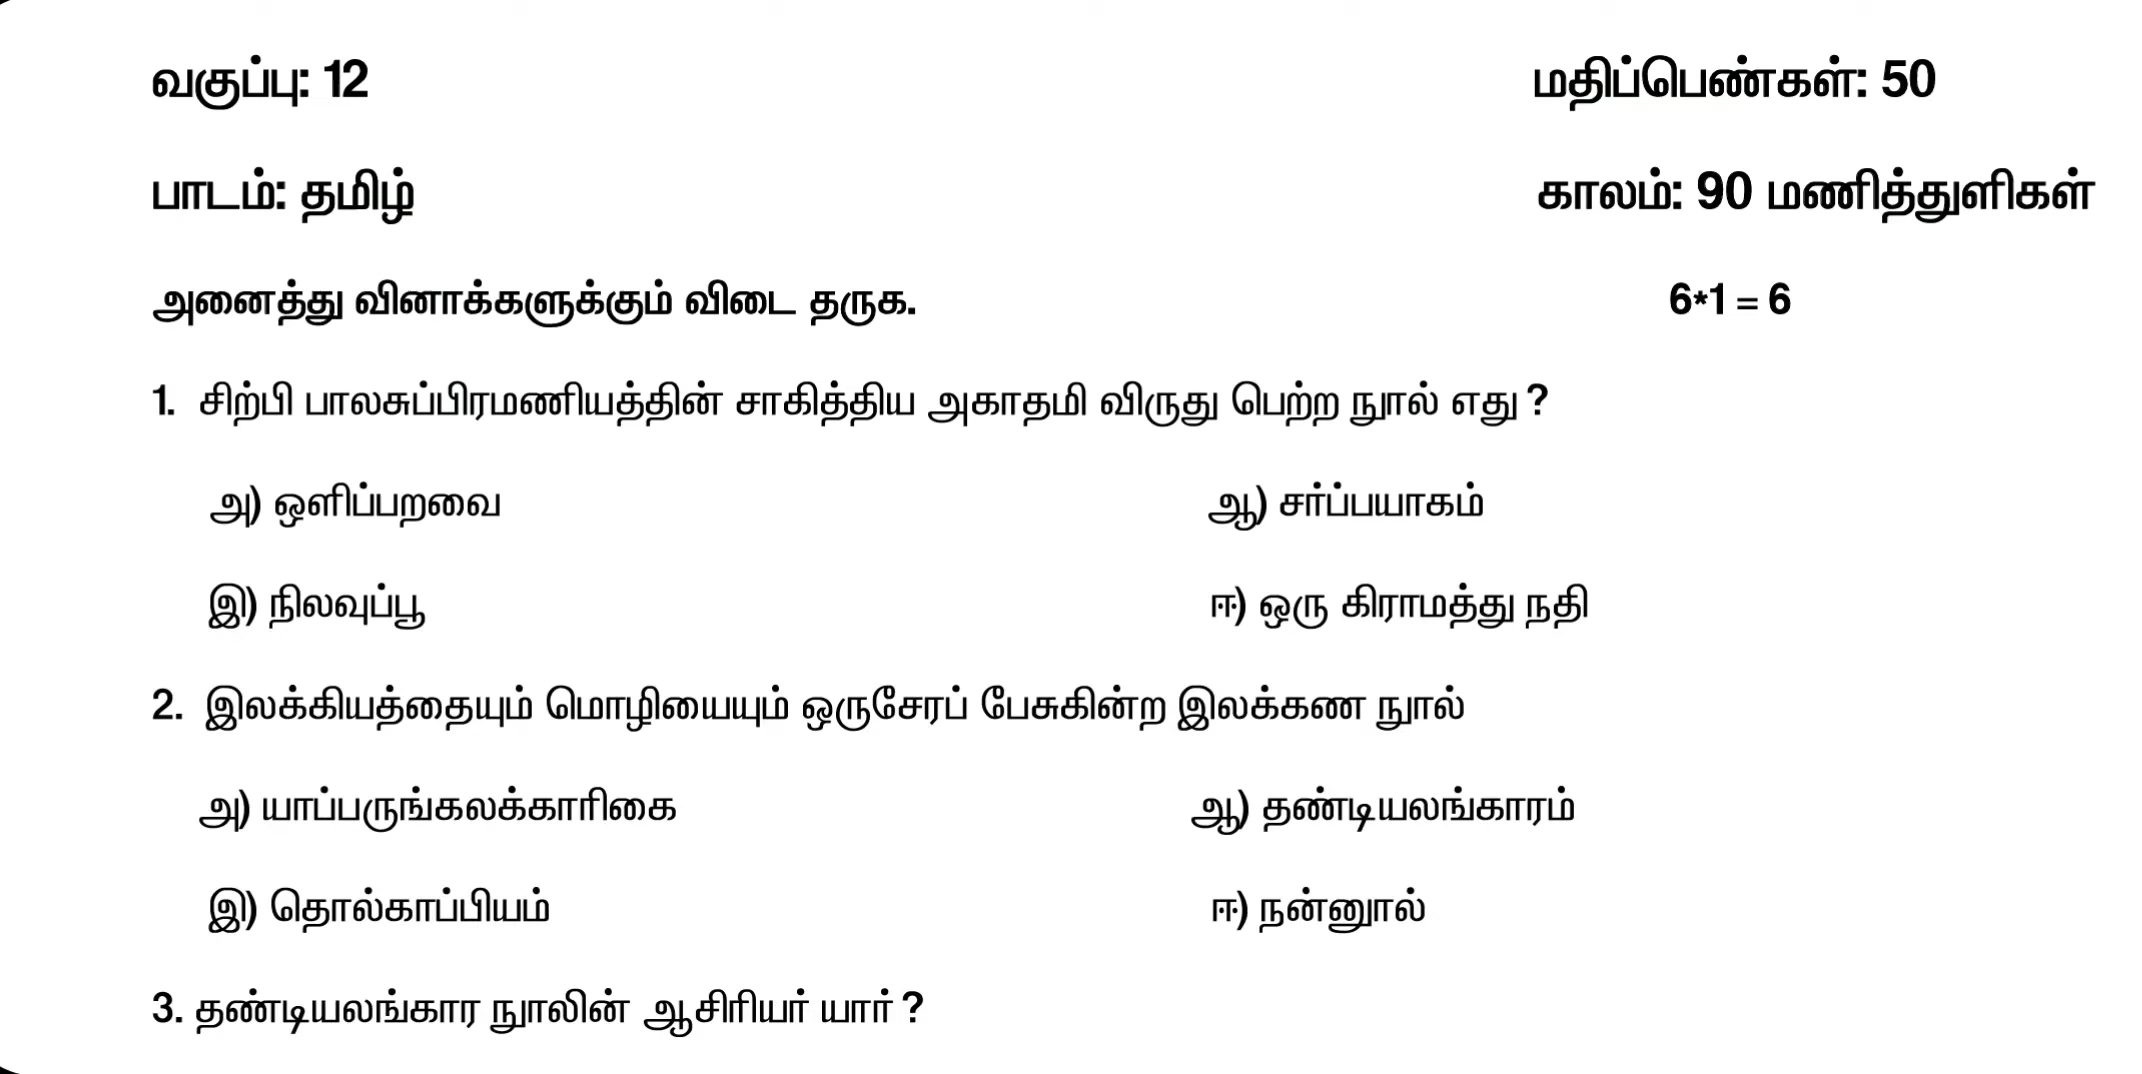 வகுப்பு: 12 மதிப்பெண்கள்: 50
பாடம்: தமிழ் காலம்: 90 மணித்துளிகள்
அனைத்து வினாக்களுக்கும் விடை தருக. 6*1 = 6
1. சிற்பி பாலசுப்பிரமணியத்தின் சாகித்திய அகாதமி விருது பெற்ற நூல் எது ?
அ) ஒளிப்பறவை ஆ) சர்ப்பயாகம்
இ) நிலவுப்பூ ஈ) ஒரு கிராமத்து நதி
2. இலக்கியத்தையும் மொழியையும் ஒருசேரப் பேசுகின்ற இலக்கண நூல்
அ) யாப்பருங்கலக்காரிகை ஆ) தண்டியலங்காரம்
இ) தொல்காப்பியம் ஈ) நன்னூல்
3. தண்டியலங்கார நூலின் ஆசிரியர் யார் ?